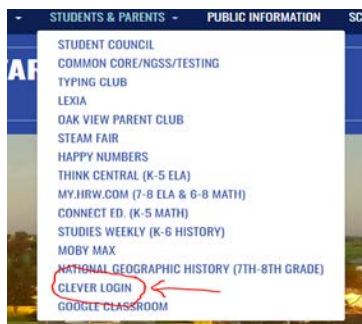 STUDENTS & PARENTS PUBLIC INFORMATION SC
AR
STUDENT COUNCIL
COMMON CORE/NGSS/TESTING
TYPING CLUB
LEXIA
OAK VIEW PARENT CLUB
STEAM FAIR
HAPPY NUMBERS
THINK CENTRAL (K-5 ELA)
MY.HRW.COM (7-8 ELA & 6-8 MATH)
CONNECT ED. (K-5 MATH)
STUDIES WEEKLY (K-6 HISTORY)
MOBY MAX
NATIONAL GEOGRAPHIC HISTORY (7TH-8TH GRADE)
CLEVER LOGIN
GOOGLE CLASSROOM